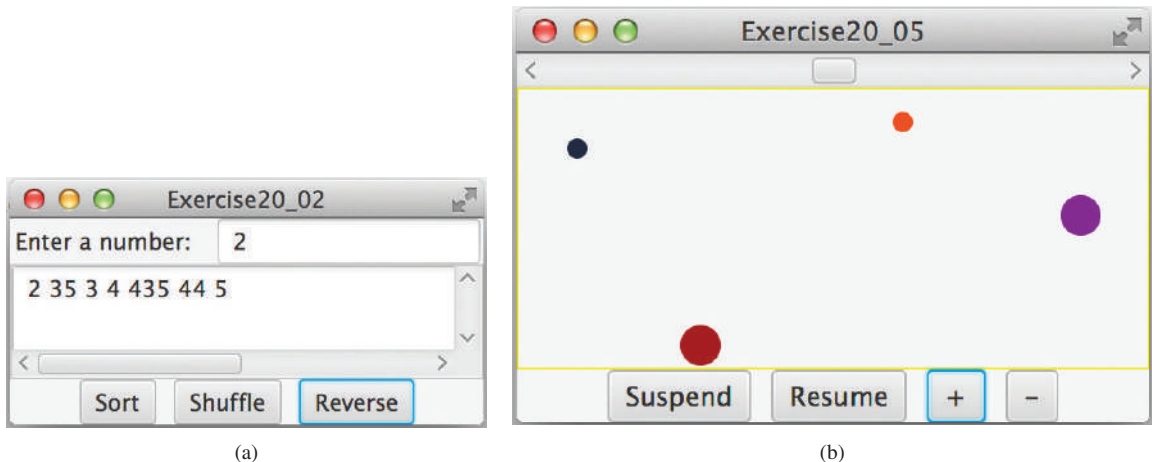 Exercise20_02
Enter a number: 2
2 35 3 4 435 44 5
Sort Shuffle Reverse
(a)
Exercise20_05
Suspend Resume + -
(b)